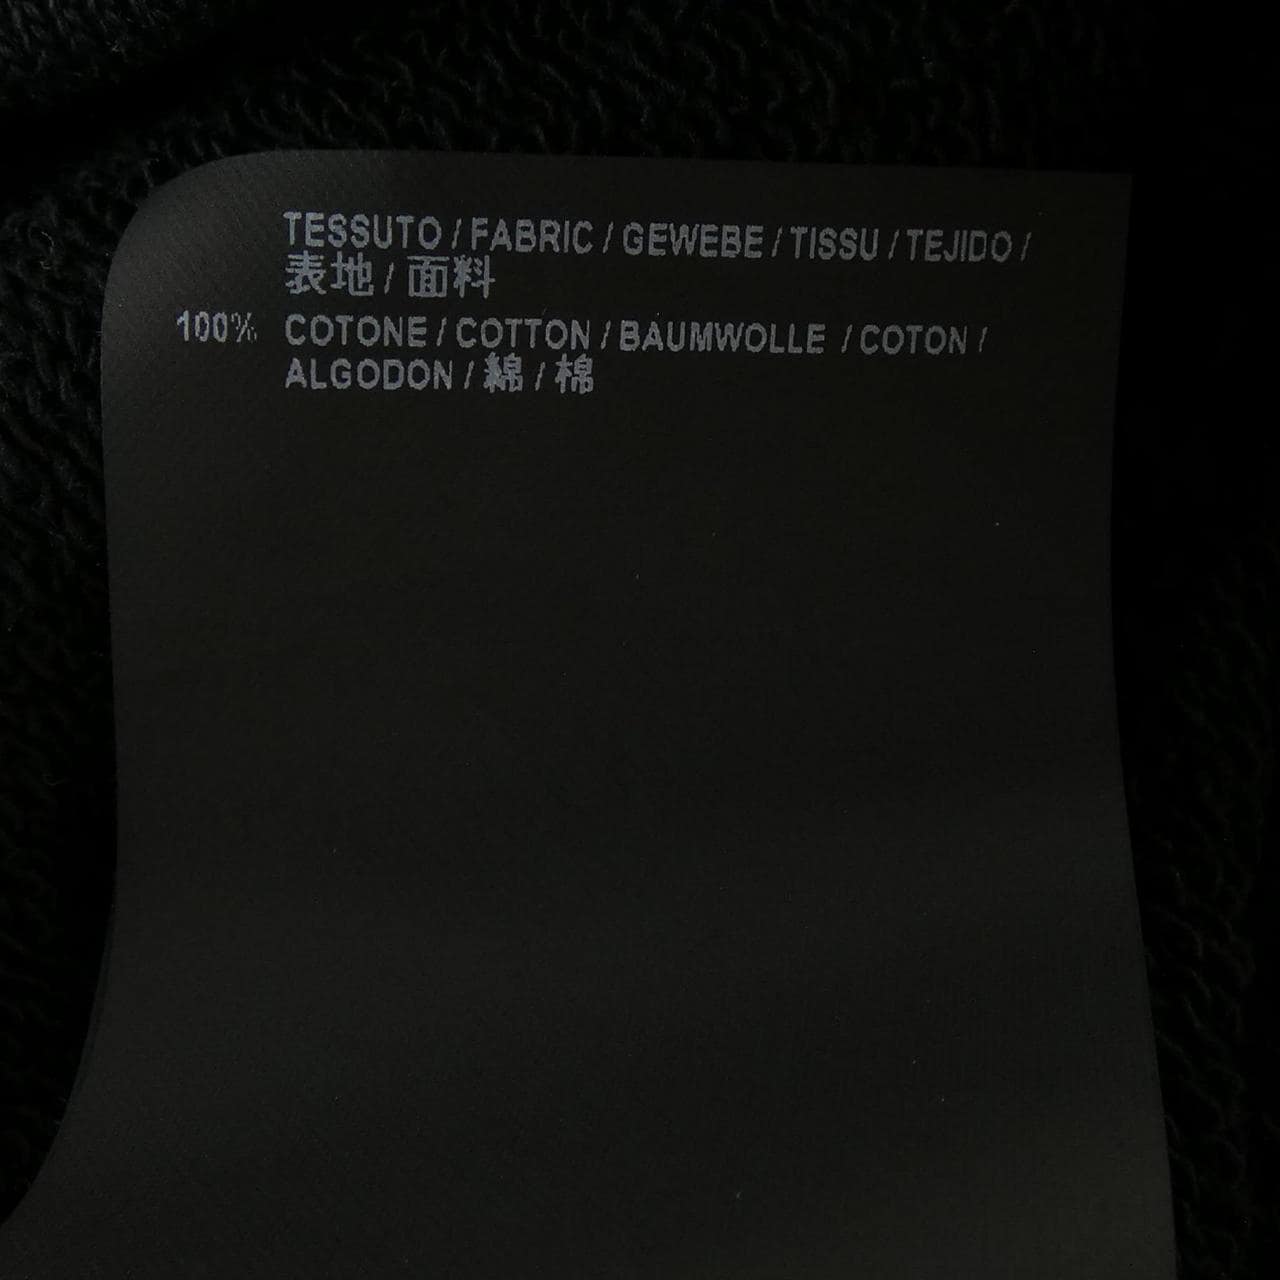 TESSUTO / FABRIC / GEWEBE / TISSU / TEJIDO /
表地 / 面料
100% COTONE / COTTON / BAUMWOLLE / COTON /
ALGODON / 綿 / 棉